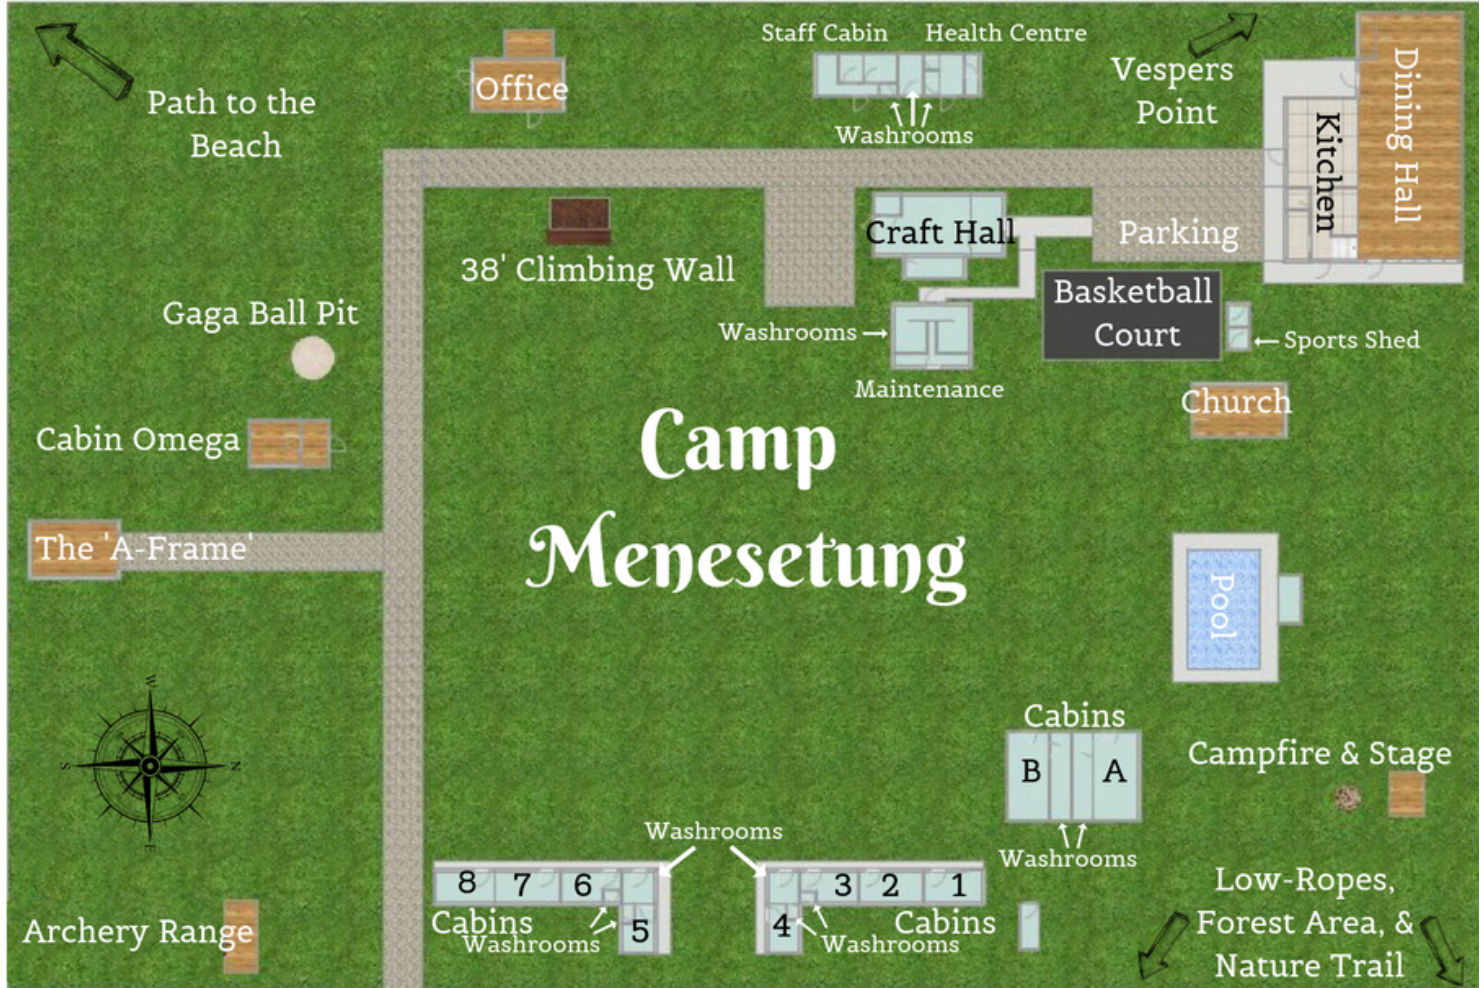 Path to the
Beach
Office
Staff Cabin
Health Centre
Washrooms
Vespers
Point
Dining Hall
Kitchen
38' Climbing Wall
Craft Hall
Parking
Gaga Ball Pit
Washrooms
Maintenance
Basketball
Court
Sports Shed
Church
Cabin Omega
Camp
Menesetung
The 'A-Frame'
Pool
W
S
N
E
Cabins
B
A
Washrooms
Campfire & Stage
Washrooms
8
7
6
5
Cabins
Washrooms
3
2
1
4
Cabins
Washrooms
Archery Range
Low-Ropes,
Forest Area, &
Nature Trail